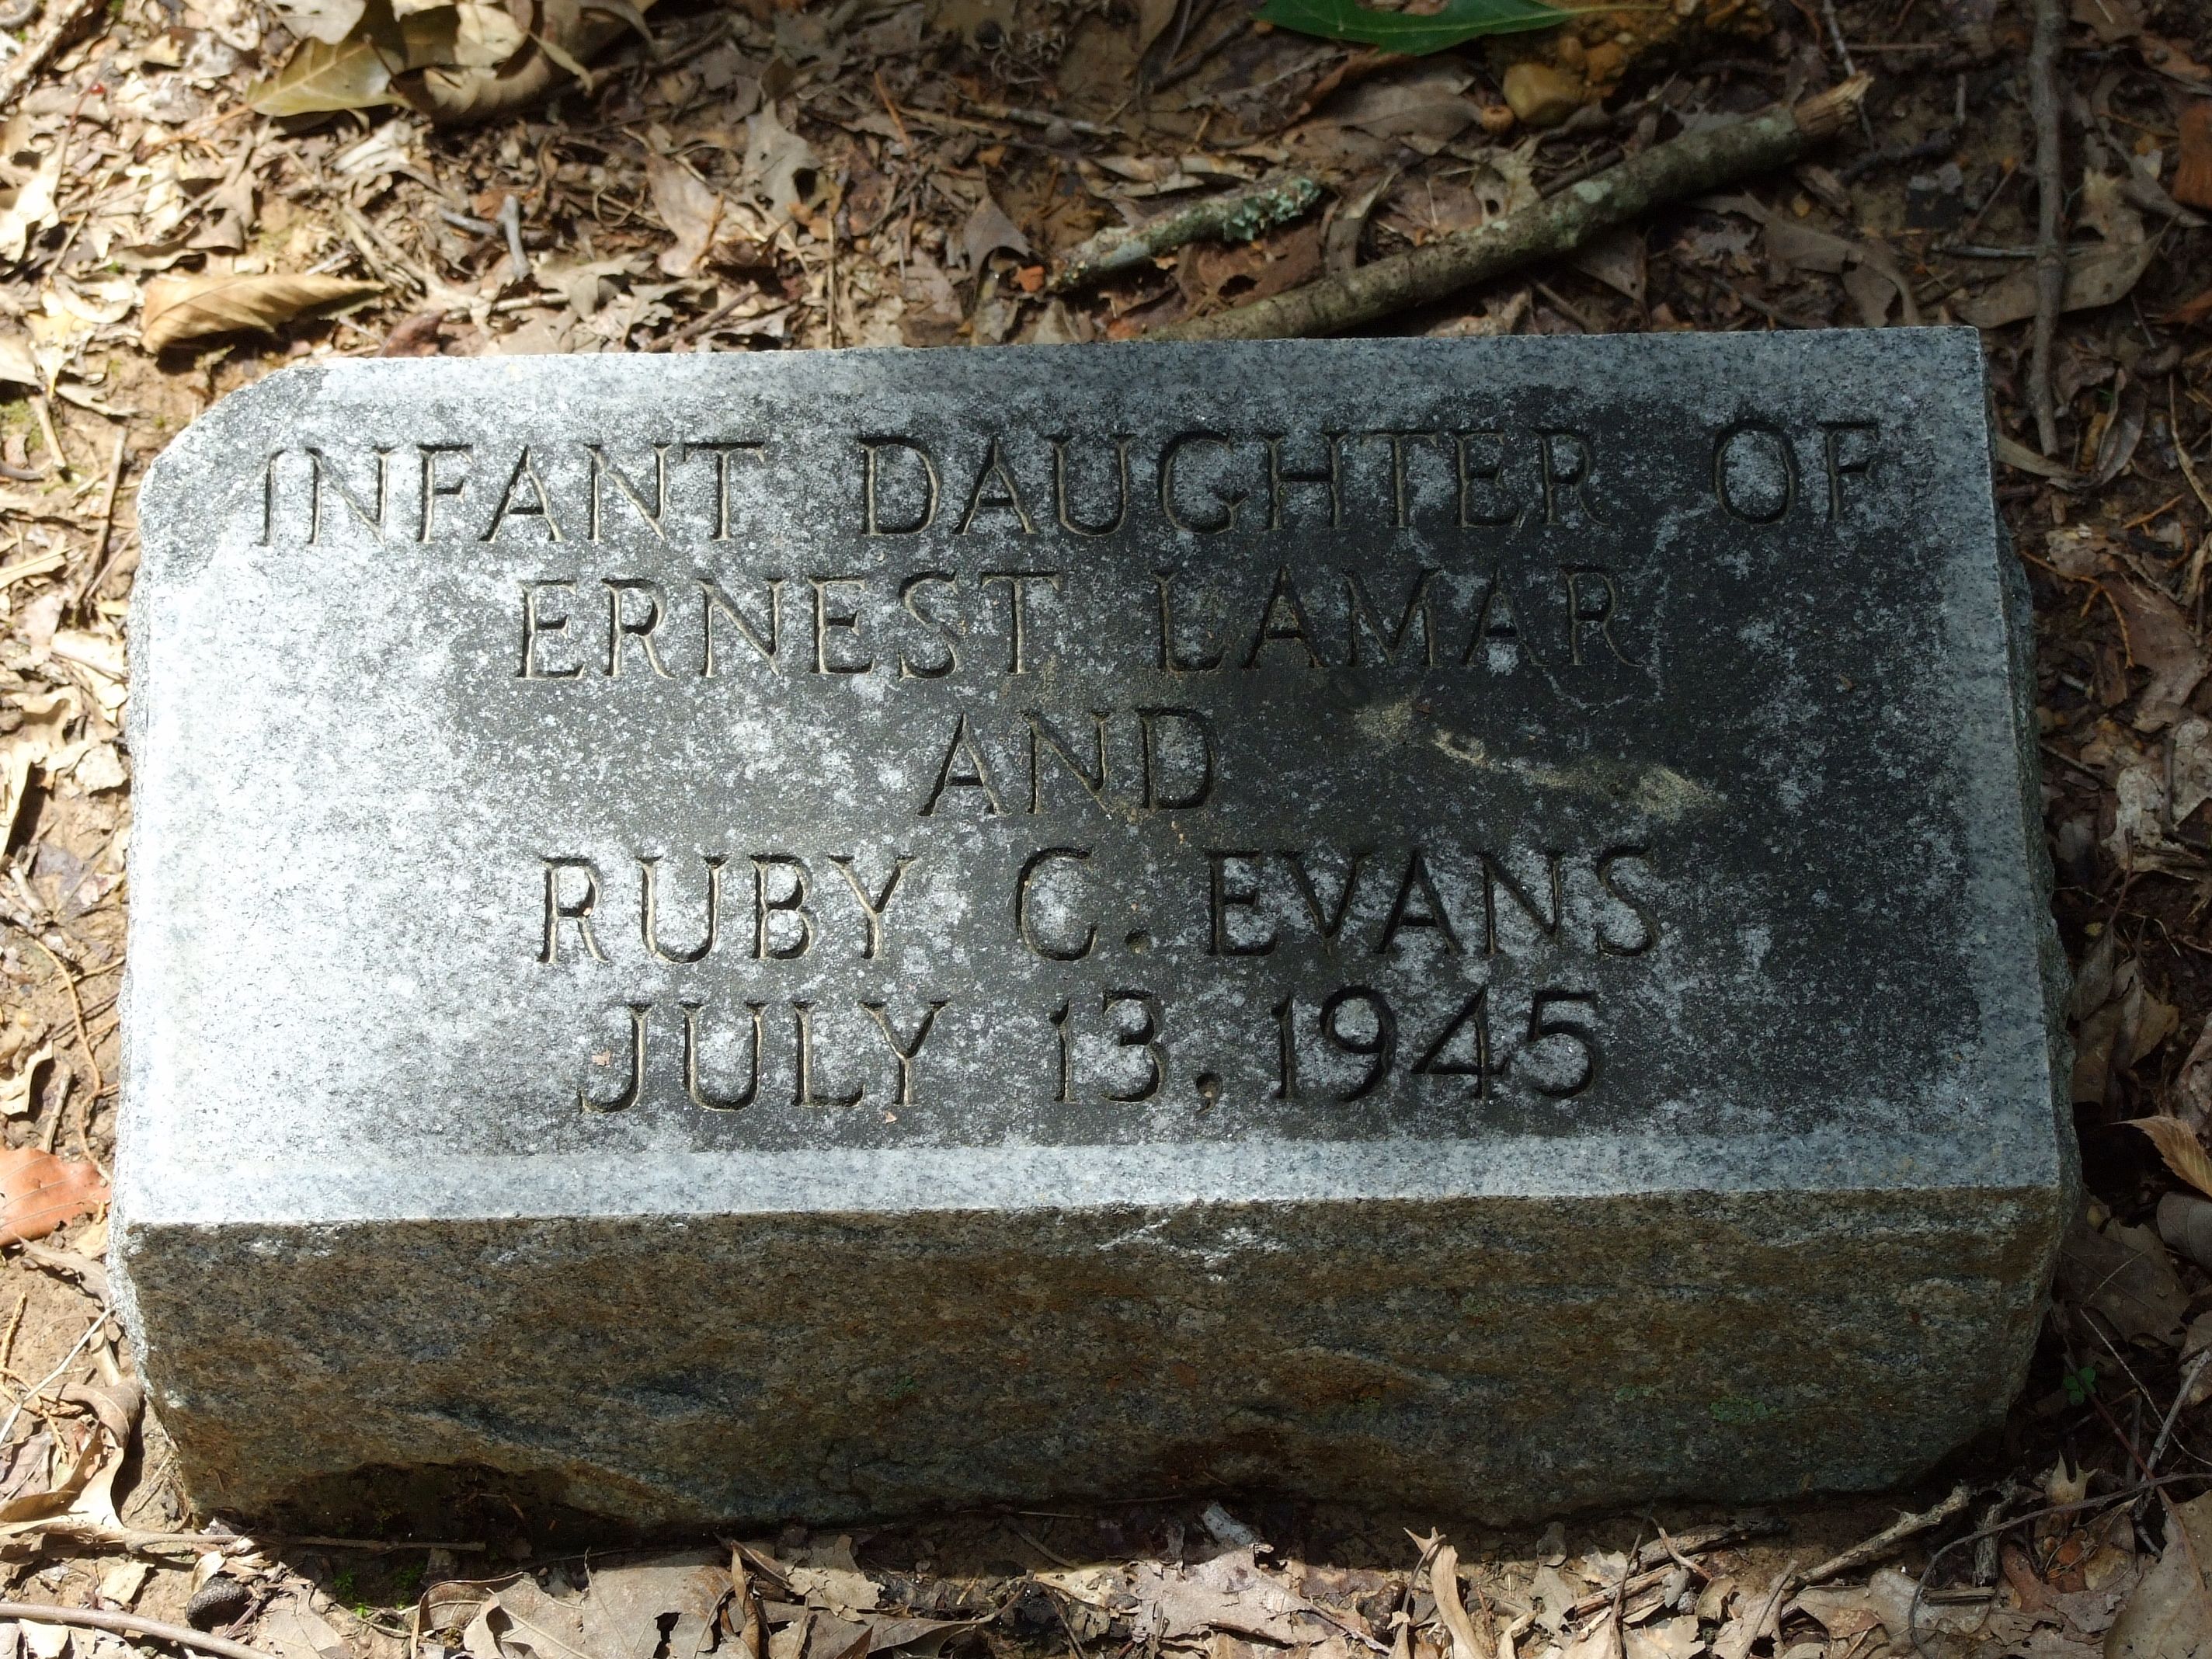 INFANT DAUGHTER OF
ERNEST LAMAR
AND
RUBY C. EVANS
JULY 13, 1945